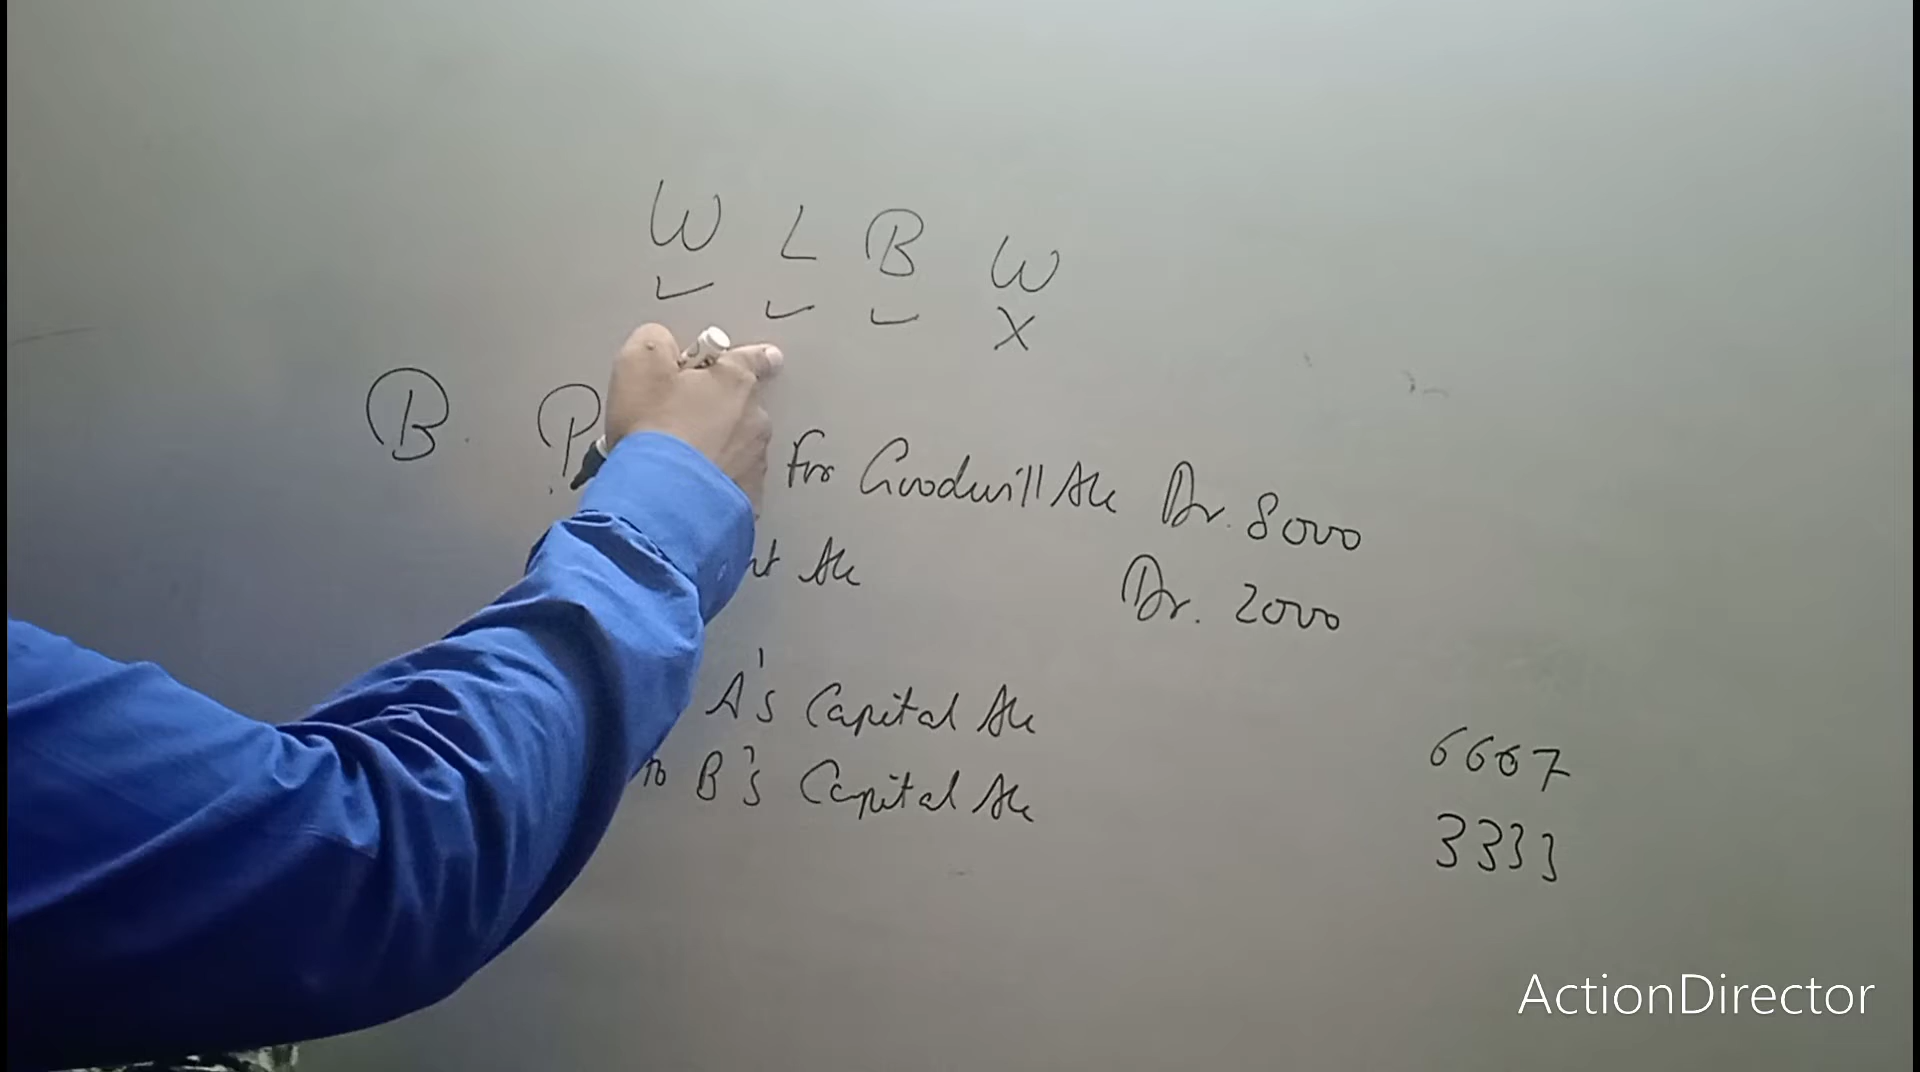 W L B W
✓ ✓ ✓ X
B. For Goodwill A/c Dr. 8000
A/c Dr. 2000
A's Capital A/c 6667
To B's Capital A/c 3333
ActionDirector